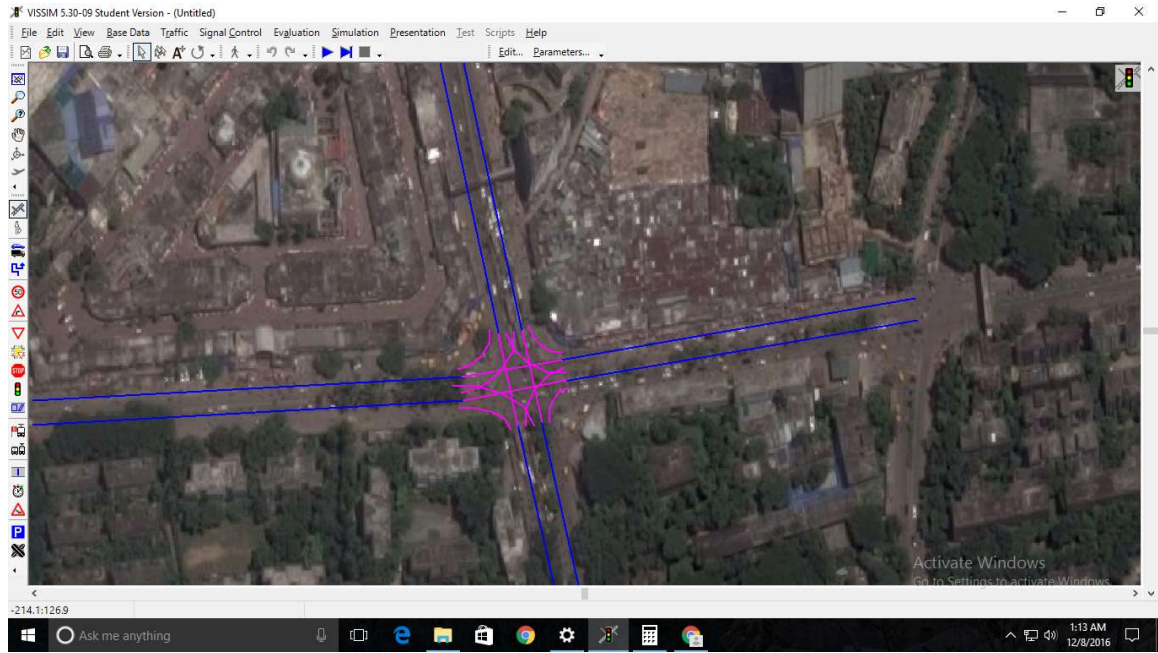 VISSIM 5.30-09 Student Version - (Untitled)
File Edit View Base Data Traffic Signal Control Evaluation Simulation Presentation Test Scripts Help
Edit... Parameters...
50
STOP
P
Activate Windows
Go to Settings to activate Windows.
-214.1:126.9
Ask me anything
1:13 AM
12/8/2016